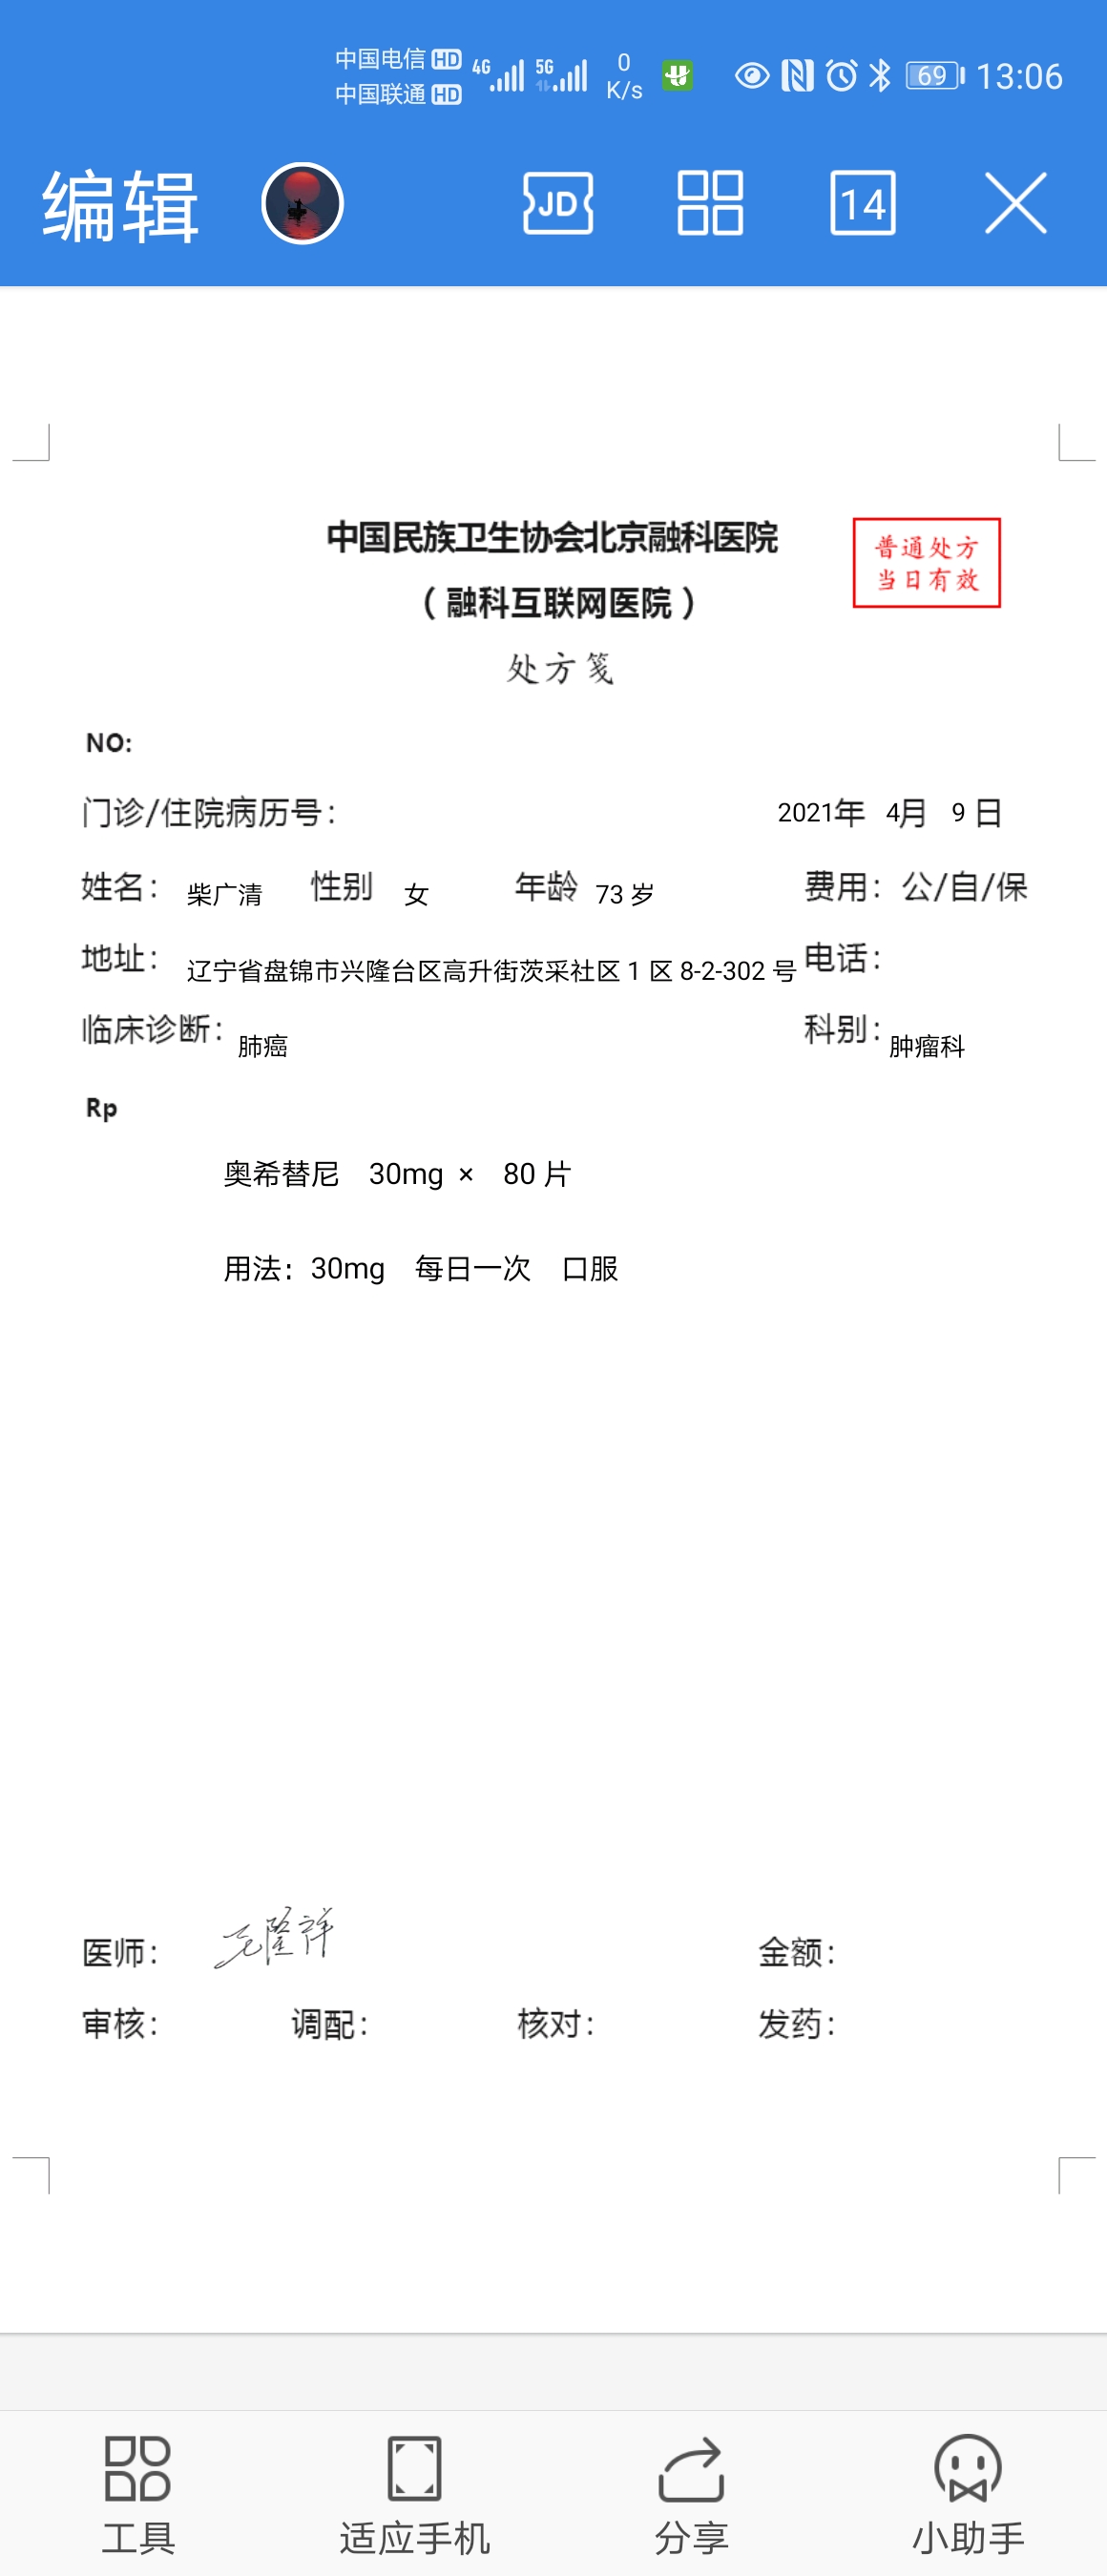 中国电信 HD 4G 5G 0 K/s 69 13:06
中国联通 HD
编辑 JD 14
中国民族卫生协会北京融科医院
（融科互联网医院）
普通处方
当日有效
处方笺
NO:
门诊/住院病历号： 2021年 4月 9日
姓名： 柴广清 性别 女 年龄 73 岁 费用：公/自/保
地址： 辽宁省盘锦市兴隆台区高升街茨采社区 1 区 8-2-302 号 电话：
临床诊断： 肺癌 科别： 肿瘤科
Rp
奥希替尼 30mg × 80 片
用法：30mg 每日一次 口服
医师： 金额：
审核： 调配： 核对： 发药：
工具 适应手机 分享 小助手